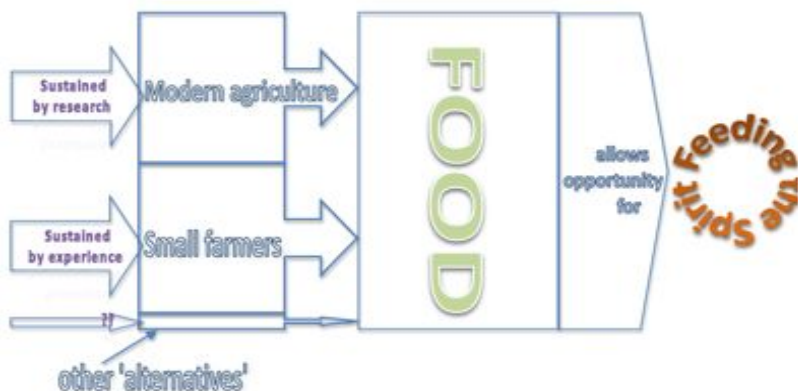 Sustained
by research
Modern agriculture
FOOD
allows
opportunity
for
Feeding the Spirit
Sustained
by experience
Small farmers
??
other 'alternatives'